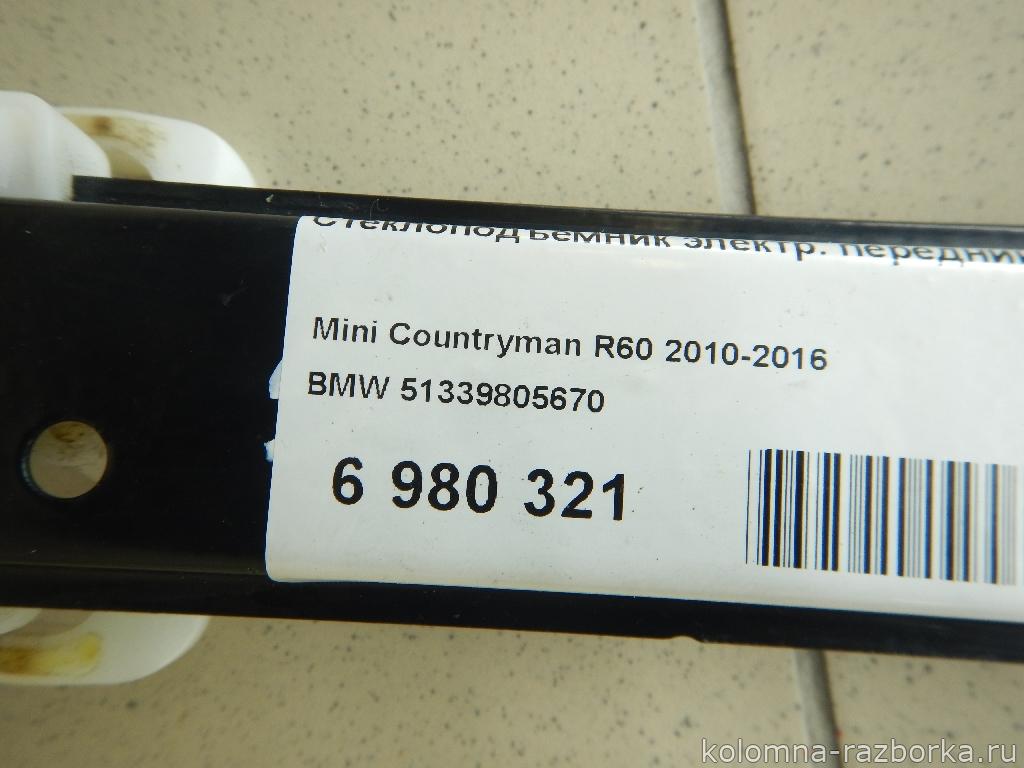 Стеклоподъемник электр. передний
Mini Countryman R60 2010-2016
BMW 51339805670
6 980 321
kolomna-razborka.ru